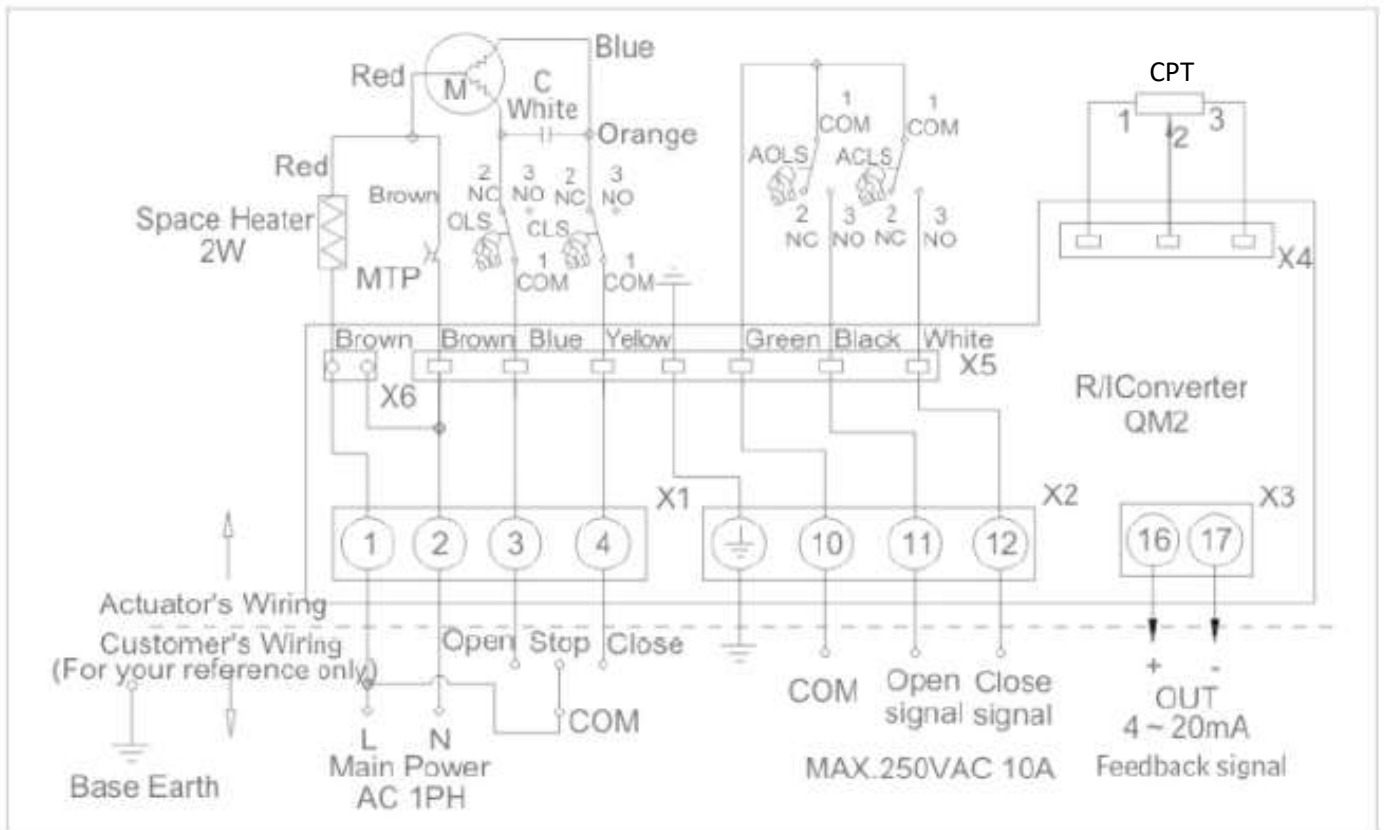 Blue
CPT
Red
M
C
White
1
COM
1
COM
1
2
3
Orange
AOLS
ACLS
Red
Brown
2
NC
3
NO
2
NC
3
NO
Space Heater
2W
OLS
CLS
2
NC
3
NO
2
NC
3
NO
MTP
1
COM
1
COM
X4
Brown
Brown
Blue
Yellow
Green
Black
White
X5
X6
R/IConverter
QM2
X1
X2
X3
1
2
3
4
10
11
12
16
17
Actuator's Wiring
Customer's Wiring
(For your reference only)
Open
Stop
Close
COM
L
N
Main Power
AC 1PH
Base Earth
COM
Open
signal
Close
signal
MAX.250VAC 10A
+
-
OUT
4 ~ 20mA
Feedback signal